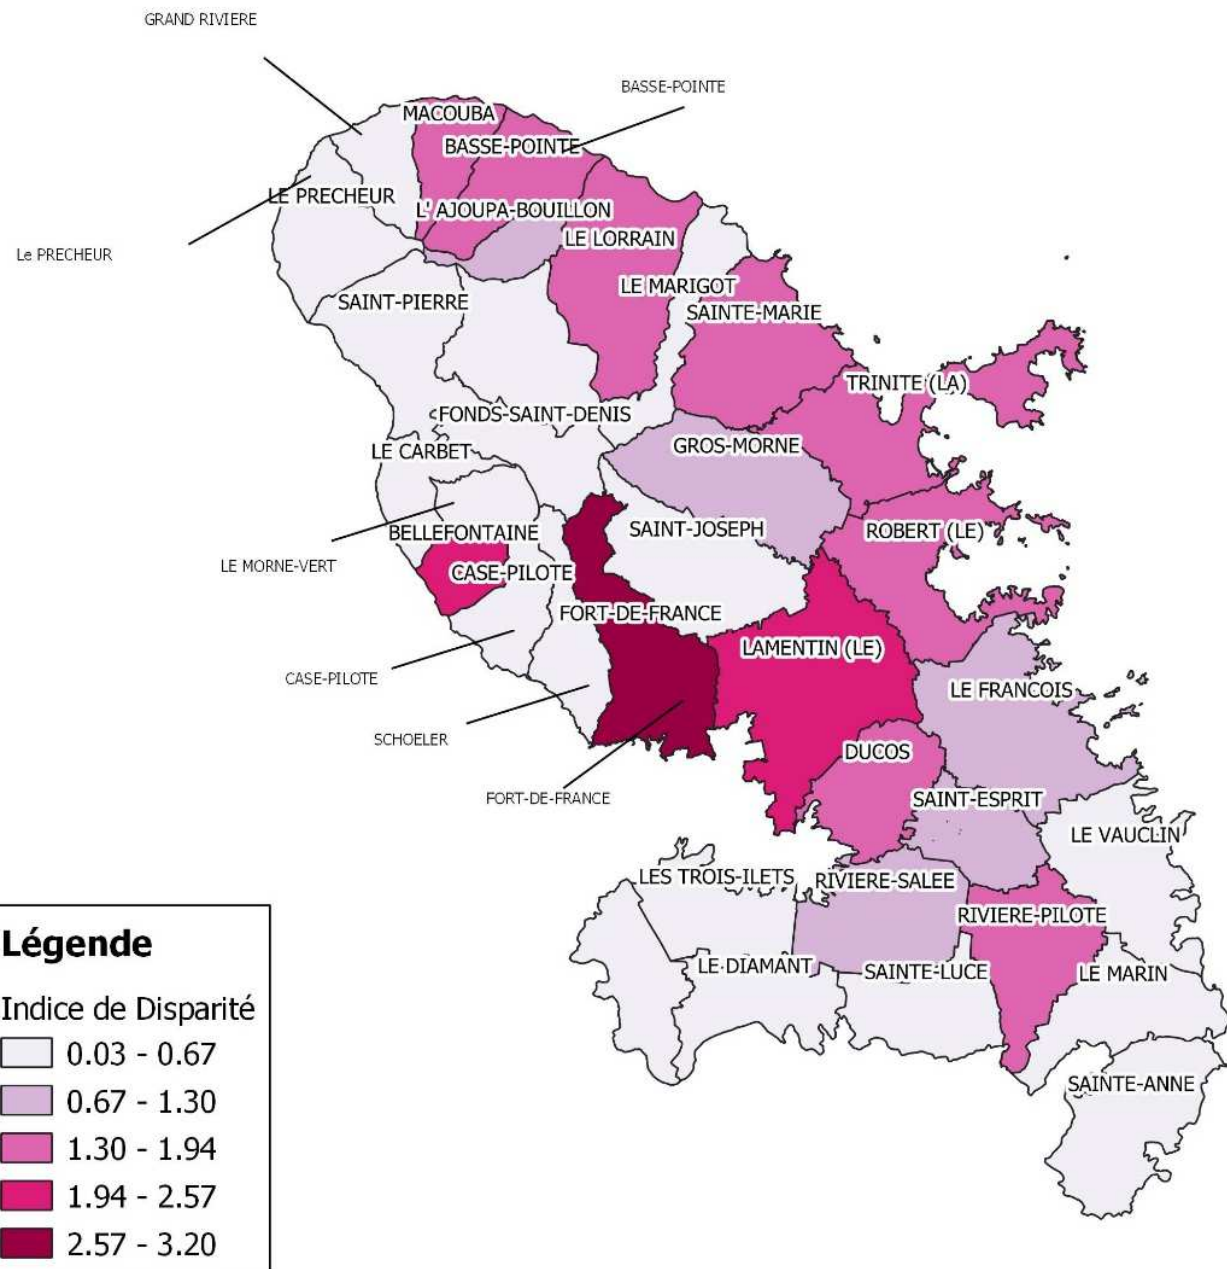 GRAND RIVIERE
BASSE-POINTE
MACOUBA
BASSE-POINTE
LE PRECHEUR
L' AJOUPA-BOUILLON
LE LORRAIN
Le PRECHEUR
LE MARIGOT
SAINT-PIERRE
SAINTE-MARIE
TRINITE (LA)
FONDS-SAINT-DENIS
GROS-MORNE
LE CARBET
SAINT-JOSEPH
ROBERT (LE)
BELLEFONTAINE
LE MORNE-VERT
CASE-PILOTE
FORT-DE-FRANCE
LAMENTIN (LE)
CASE-PILOTE
LE FRANCOIS
SCHOELER
DUCOS
FORT-DE-FRANCE
SAINT-ESPRIT
LE VAUCLIN
LES TROIS-ILETS
RIVIERE-SALEE
RIVIERE-PILOTE
LE DIAMANT
SAINTE-LUCE
LE MARIN
SAINTE-ANNE
Légende
Indice de Disparité
0.03 - 0.67
0.67 - 1.30
1.30 - 1.94
1.94 - 2.57
2.57 - 3.20